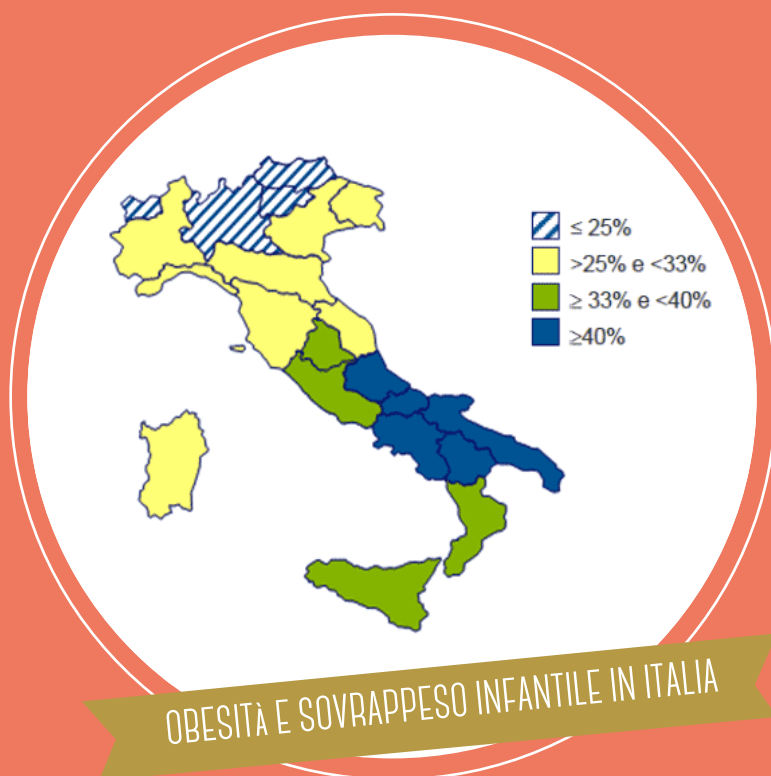 ≤ 25%
>25% e <33%
≥ 33% e <40%
≥40%
OBESITà E SOVRAPPESO INFANTILE IN ITALIA